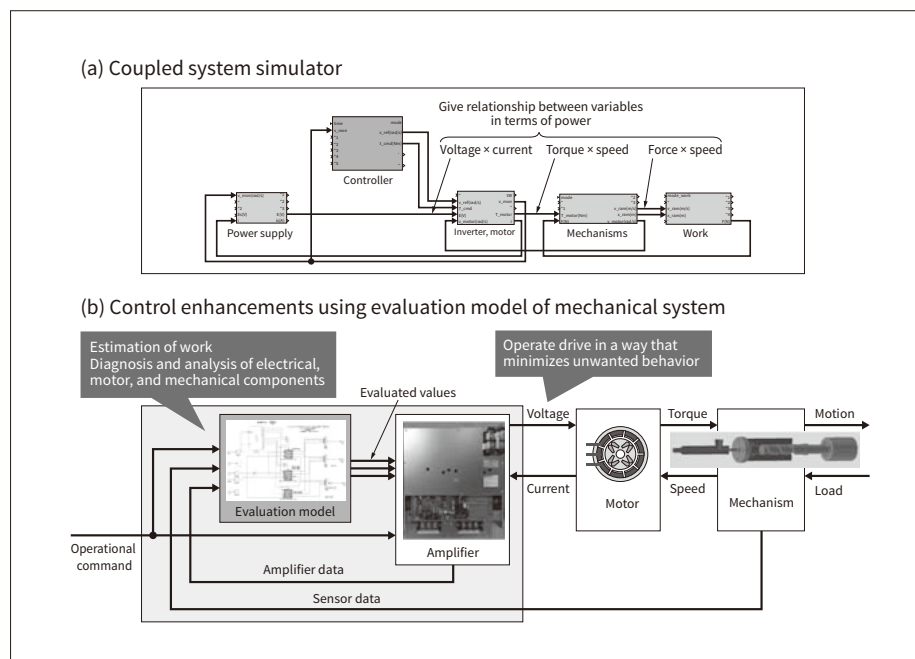 (a) Coupled system simulator
Give relationship between variables
in terms of power
Voltage × current
Torque × speed
Force × speed
Controller
Power supply
Inverter, motor
Mechanisms
Work
(b) Control enhancements using evaluation model of mechanical system
Estimation of work
Diagnosis and analysis of electrical,
motor, and mechanical components
Operate drive in a way that
minimizes unwanted behavior
Evaluated values
Voltage
Torque
Motion
Current
Speed
Load
Evaluation model
Motor
Mechanism
Amplifier
Operational
command
Amplifier data
Sensor data